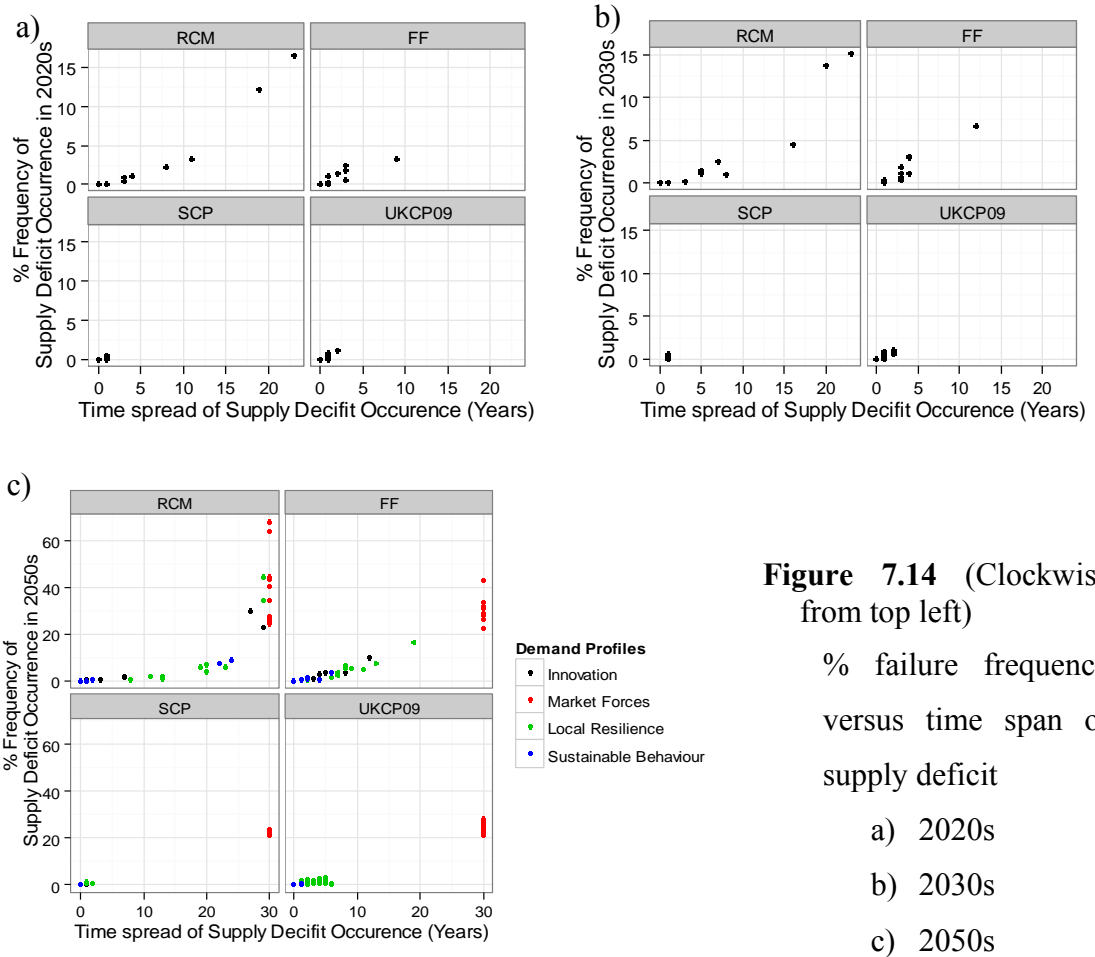 a)
RCM
FF
% Frequency of
Supply Deficit Occurrence in 2020s
15
10
5
0
SCP
UKCP09
15
10
5
0
0 5 10 15 20 0 5 10 15 20
Time spread of Supply Decifit Occurence (Years)
b)
RCM
FF
% Frequency of
Supply Deficit Occurrence in 2030s
15
10
5
0
SCP
UKCP09
15
10
5
0
0 5 10 15 20 0 5 10 15 20
Time spread of Supply Decifit Occurence (Years)
c)
RCM
FF
% Frequency of
Supply Deficit Occurrence in 2050s
60
40
20
0
SCP
UKCP09
60
40
20
0
0 10 20 30 0 10 20 30
Time spread of Supply Decifit Occurence (Years)
Demand Profiles
Innovation
Market Forces
Local Resilience
Sustainable Behaviour
Figure 7.14 (Clockwis
from top left)
% failure frequenc
versus time span o
supply deficit
a) 2020s
b) 2030s
c) 2050s